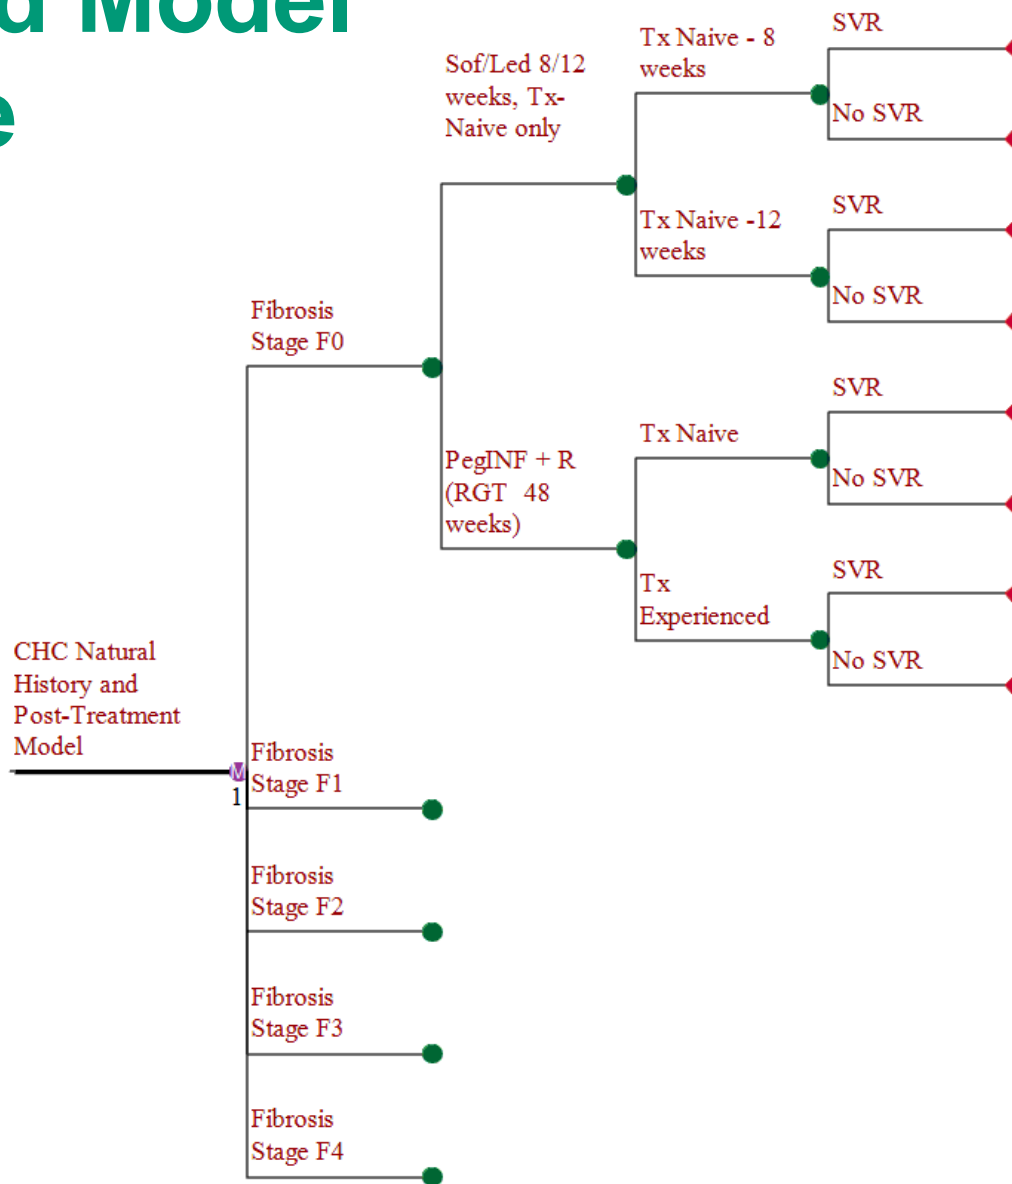 d Model
e
SVR
Tx Naive - 8
weeks
Sof/Led 8/12
weeks, Tx-
Naive only
No SVR
SVR
Tx Naive -12
weeks
No SVR
Fibrosis
Stage F0
SVR
Tx Naive
PegINF + R
(RGT 48
weeks)
No SVR
SVR
Tx
Experienced
No SVR
CHC Natural
History and
Post-Treatment
Model
M
1
Fibrosis
Stage F1
Fibrosis
Stage F2
Fibrosis
Stage F3
Fibrosis
Stage F4